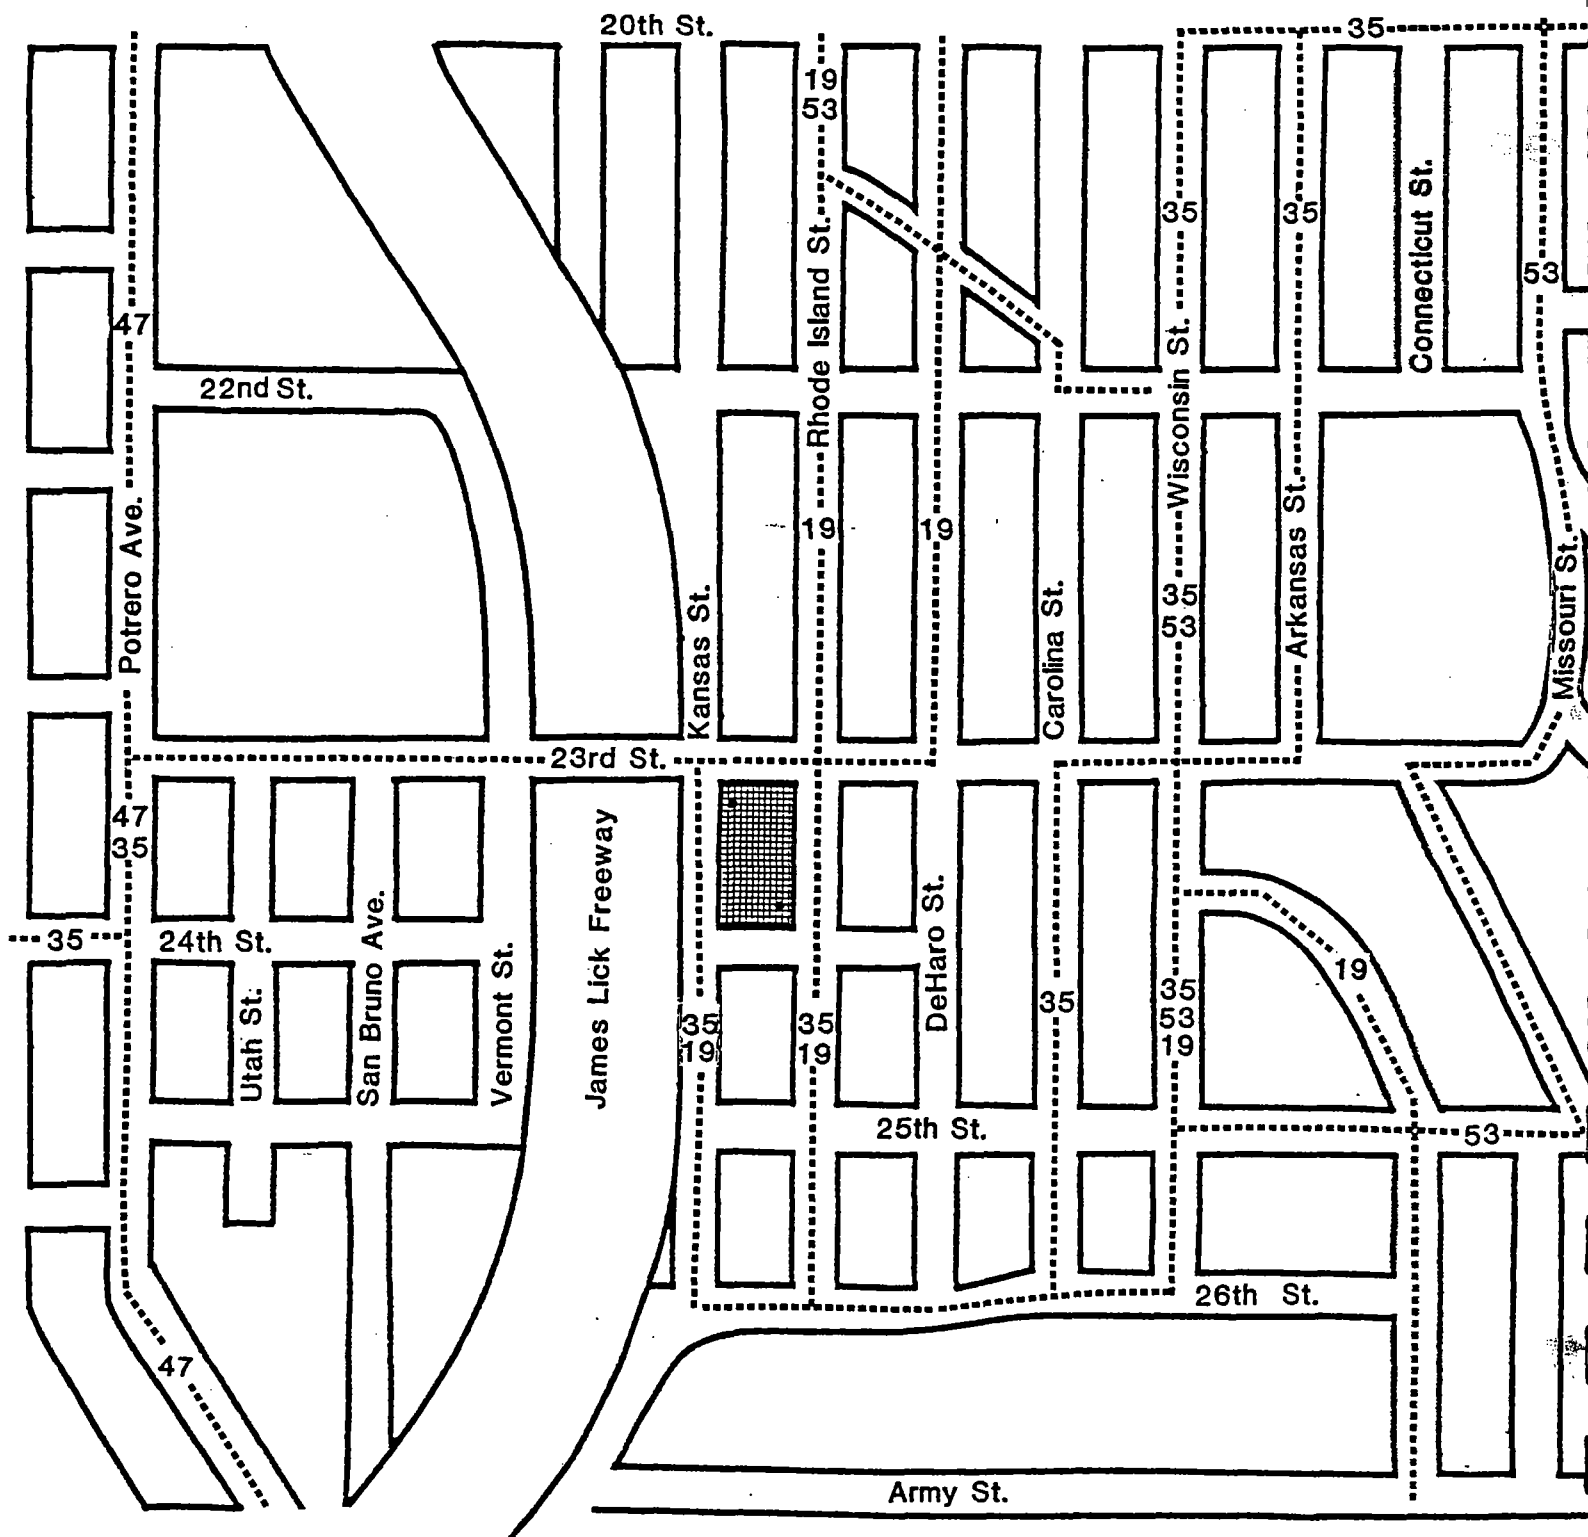 20th St.
35
19
53
35
35
Connecticut St.
53
Rhode Island St.
47
Wisconsin St.
22nd St.
Potrero Ave.
19
19
Arkansas St.
Missouri St.
Kansas St.
Carolina St.
35
53
23rd St.
47
35
James Lick Freeway
DeHaro St.
35
24th St.
San Bruno Ave.
Vermont St.
Utah St.
35
19
35
19
35
35
53
19
19
25th St.
53
26th St.
47
Army St.